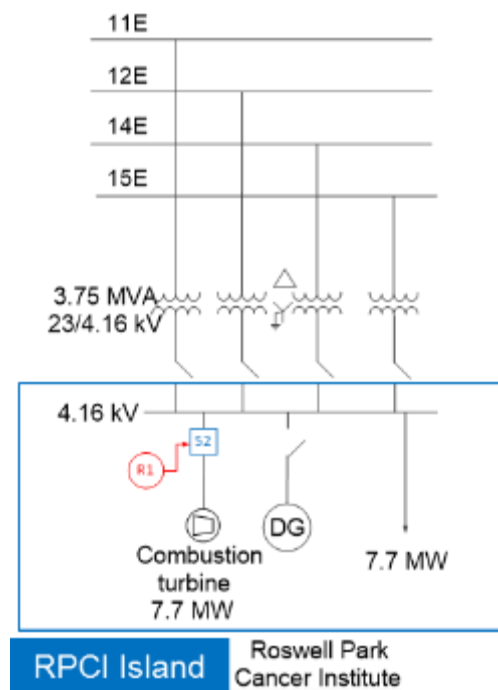 11E
12E
14E
15E
3.75 MVA
23/4.16 kV
4.16 kV
52
R1
DG
Combustion
turbine
7.7 MW
7.7 MW
RPCI Island
Roswell Park
Cancer Institute